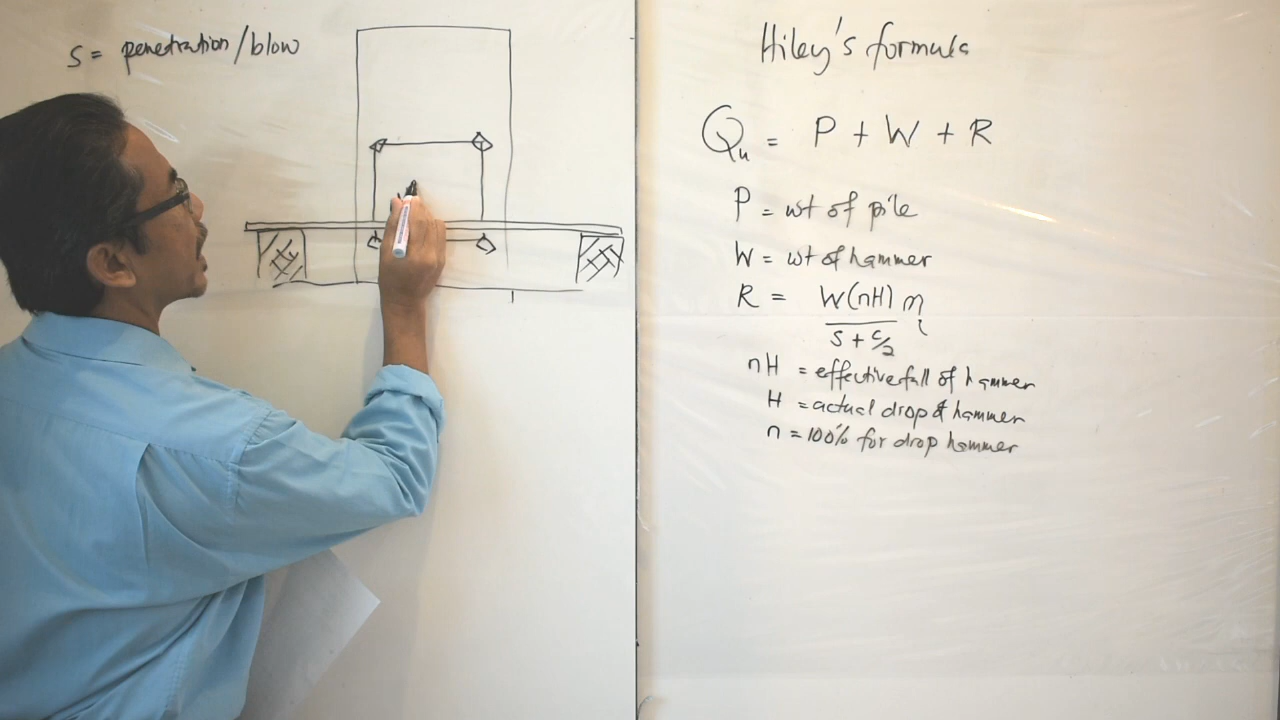 S = penetration/blow
Hiley's formula
Qu = P + W + R
P = wt of pile
W = wt of hammer
R = W(nH) η
S + c/2
nH = effective fall of hammer
H = actual drop of hammer
n = 100% for drop hammer